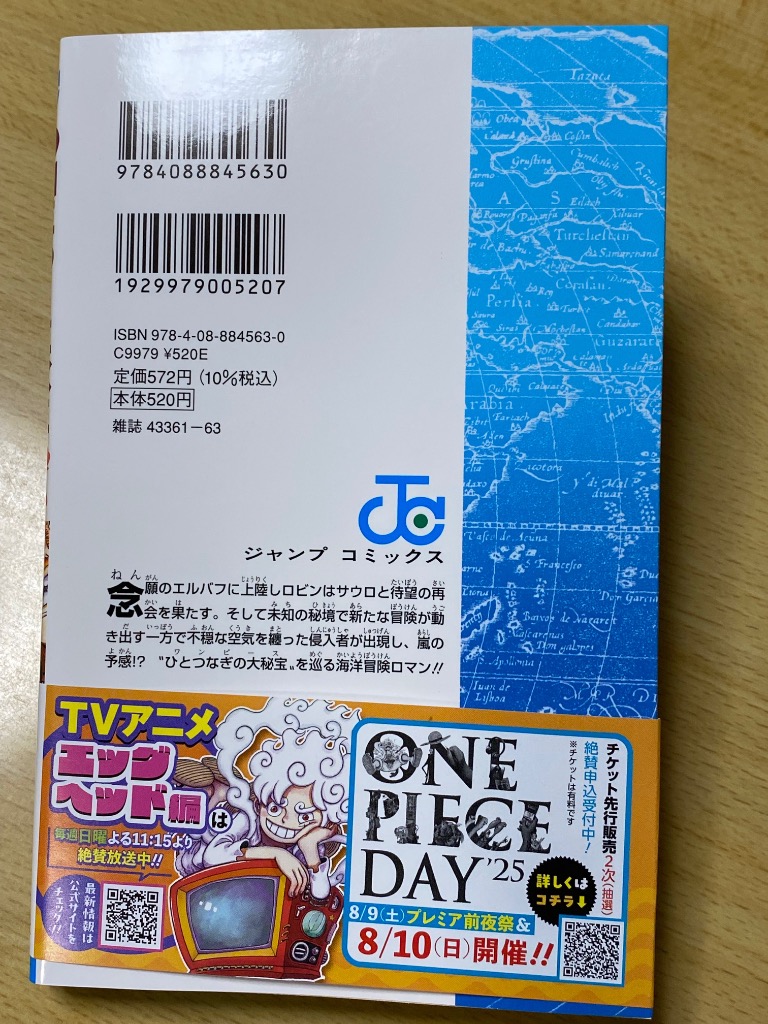 9784088845630
1929979005207
ISBN 978-4-08-884563-0
C9979 ¥520E
定価572円（10%税込）
本体520円
雑誌 43361－63
ジャンプ コミックス
念願のエルバフに上陸しロビンはサウロと待望の再
会を果たす。そして未知の秘境で新たな冒険が動
き出す一方で不穏な空気を纏った侵入者が出現し、嵐の
予感!? 〝ひとつなぎの大秘宝〟を巡る海洋冒険ロマン!!
Taznca
Grustina
Turchestan
Samarchand
Persia
Guzarat
Arabia
TVアニメ
エッグ
ヘッド編は
毎週日曜よる11:15より
絶賛放送中!!
最新情報は
公式サイトを
チェック!!
ONE
PIECE
DAY'25
8/9（土）プレミア前夜祭&
8/10（日）開催!!
チケット先行販売2次（抽選）
絶賛申込受付中！
※チケットは有料です
詳しくは
コチラ↓